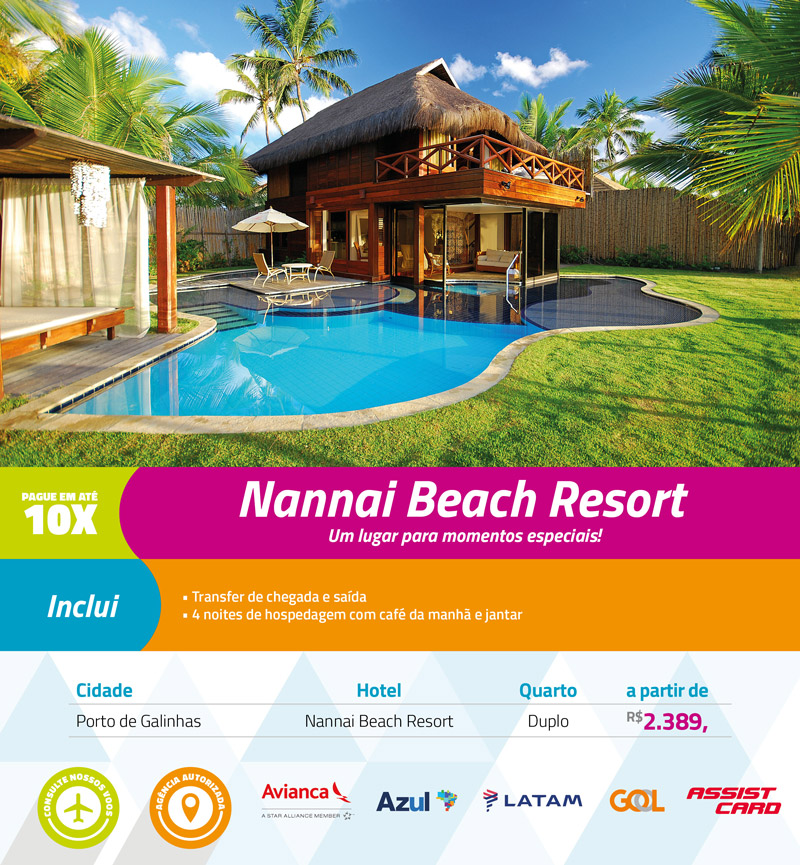 PAGUE EM ATÉ
10X
Nannai Beach Resort
Um lugar para momentos especiais!
Inclui
• Transfer de chegada e saída
• 4 noites de hospedagem com café da manhã e jantar
Cidade Hotel Quarto a partir de
Porto de Galinhas Nannai Beach Resort Duplo R$2.389,
CONSULTE NOSSOS VOOS
AGÊNCIA AUTORIZADA
Avianca
A STAR ALLIANCE MEMBER
Azul
LATAM
GOL
ASSIST
CARD